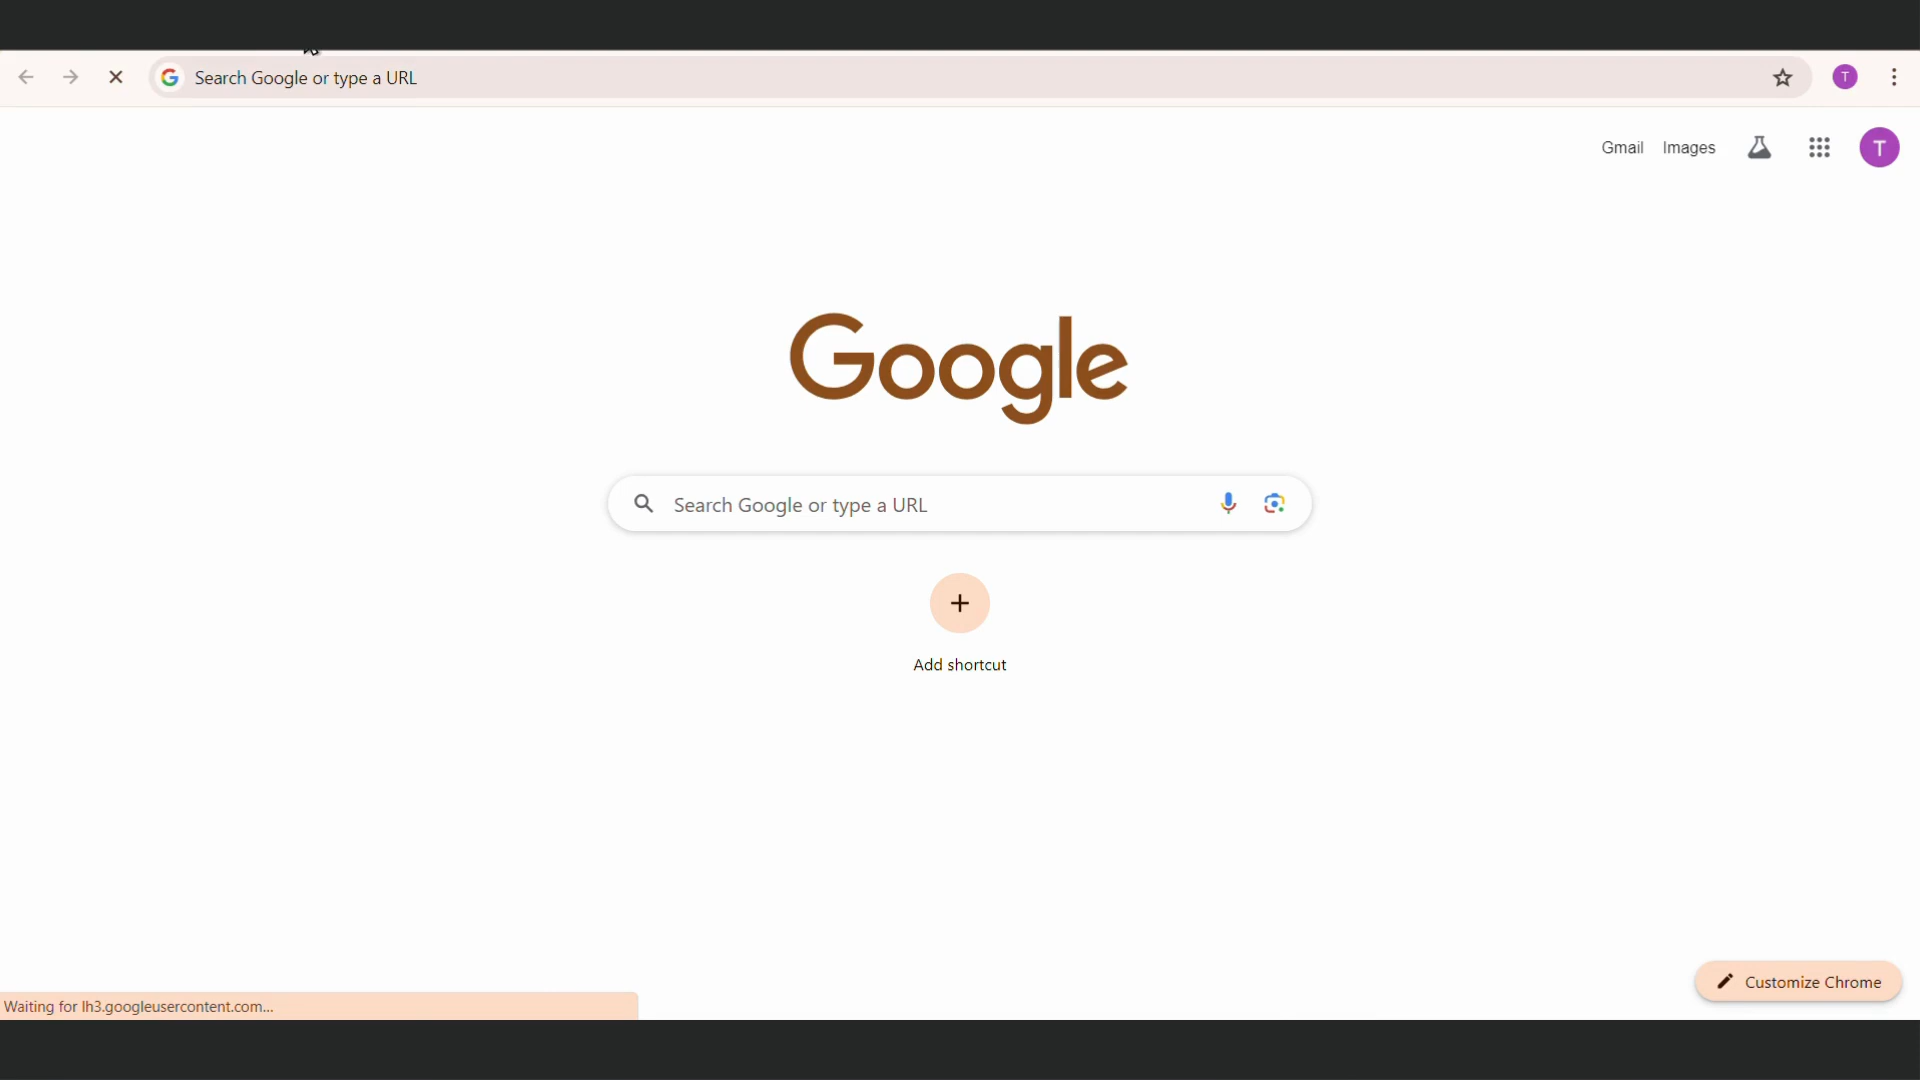 Search Google or type a URL
T
Gmail Images
T
Google
Search Google or type a URL
Add shortcut
Customize Chrome
Waiting for lh3.googleusercontent.com...